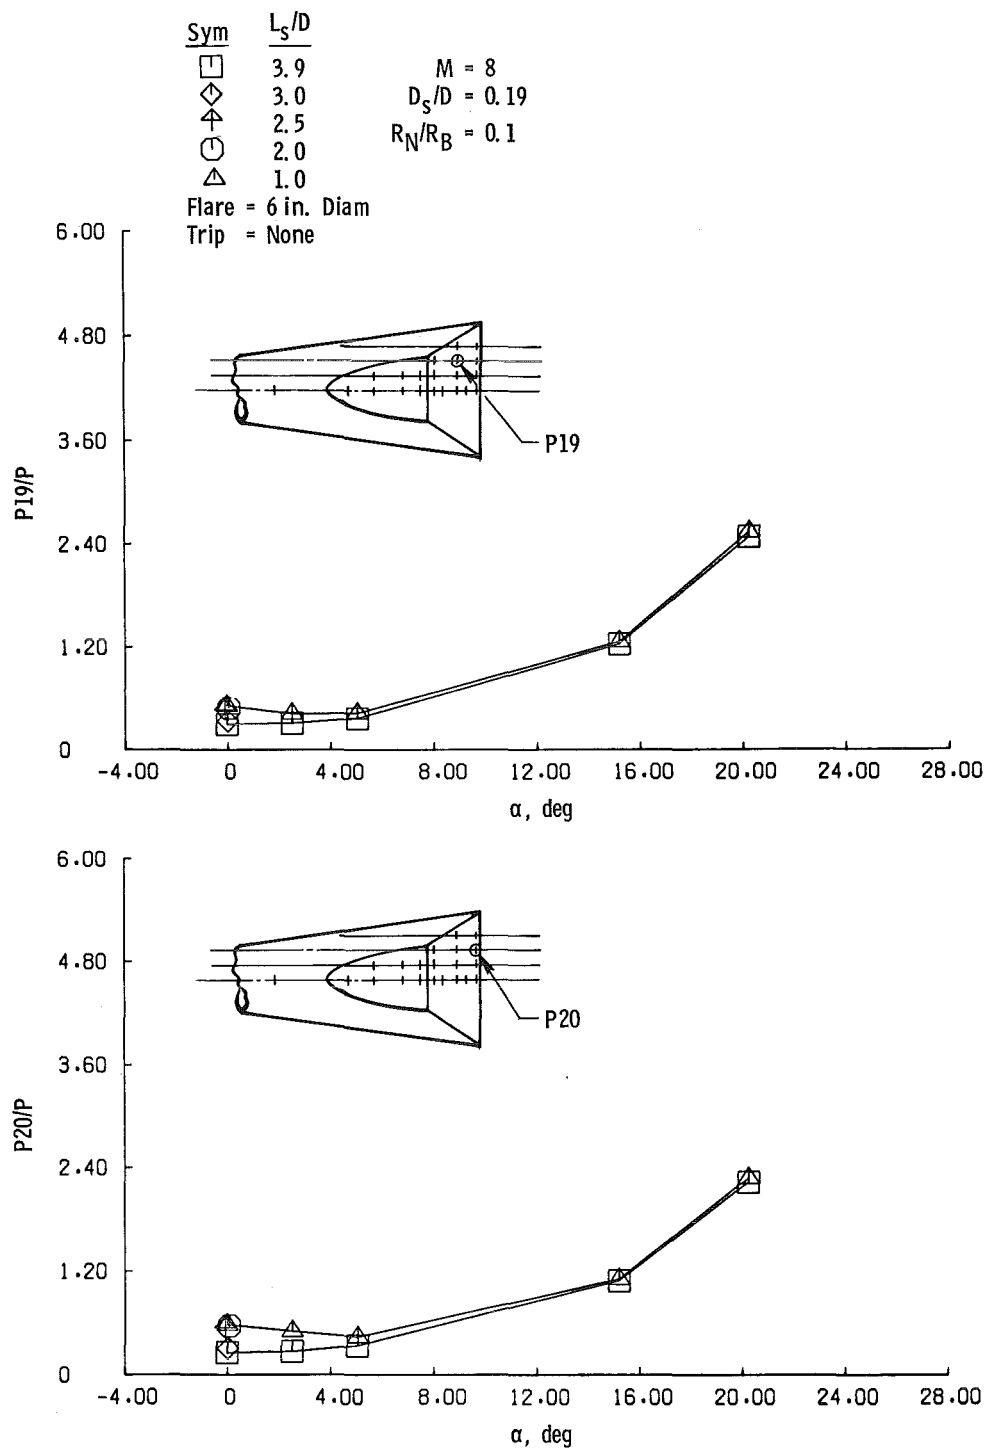 Sym L_s/D
3.9
3.0
2.5
2.0
1.0
M = 8
D_s/D = 0.19
R_N/R_B = 0.1
Flare = 6 in. Diam
Trip = None
6.00
4.80
3.60
2.40
1.20
0
P19/P
P19
-4.00 0 4.00 8.00 12.00 16.00 20.00 24.00 28.00
α, deg
6.00
4.80
3.60
2.40
1.20
0
P20/P
P20
-4.00 0 4.00 8.00 12.00 16.00 20.00 24.00 28.00
α, deg